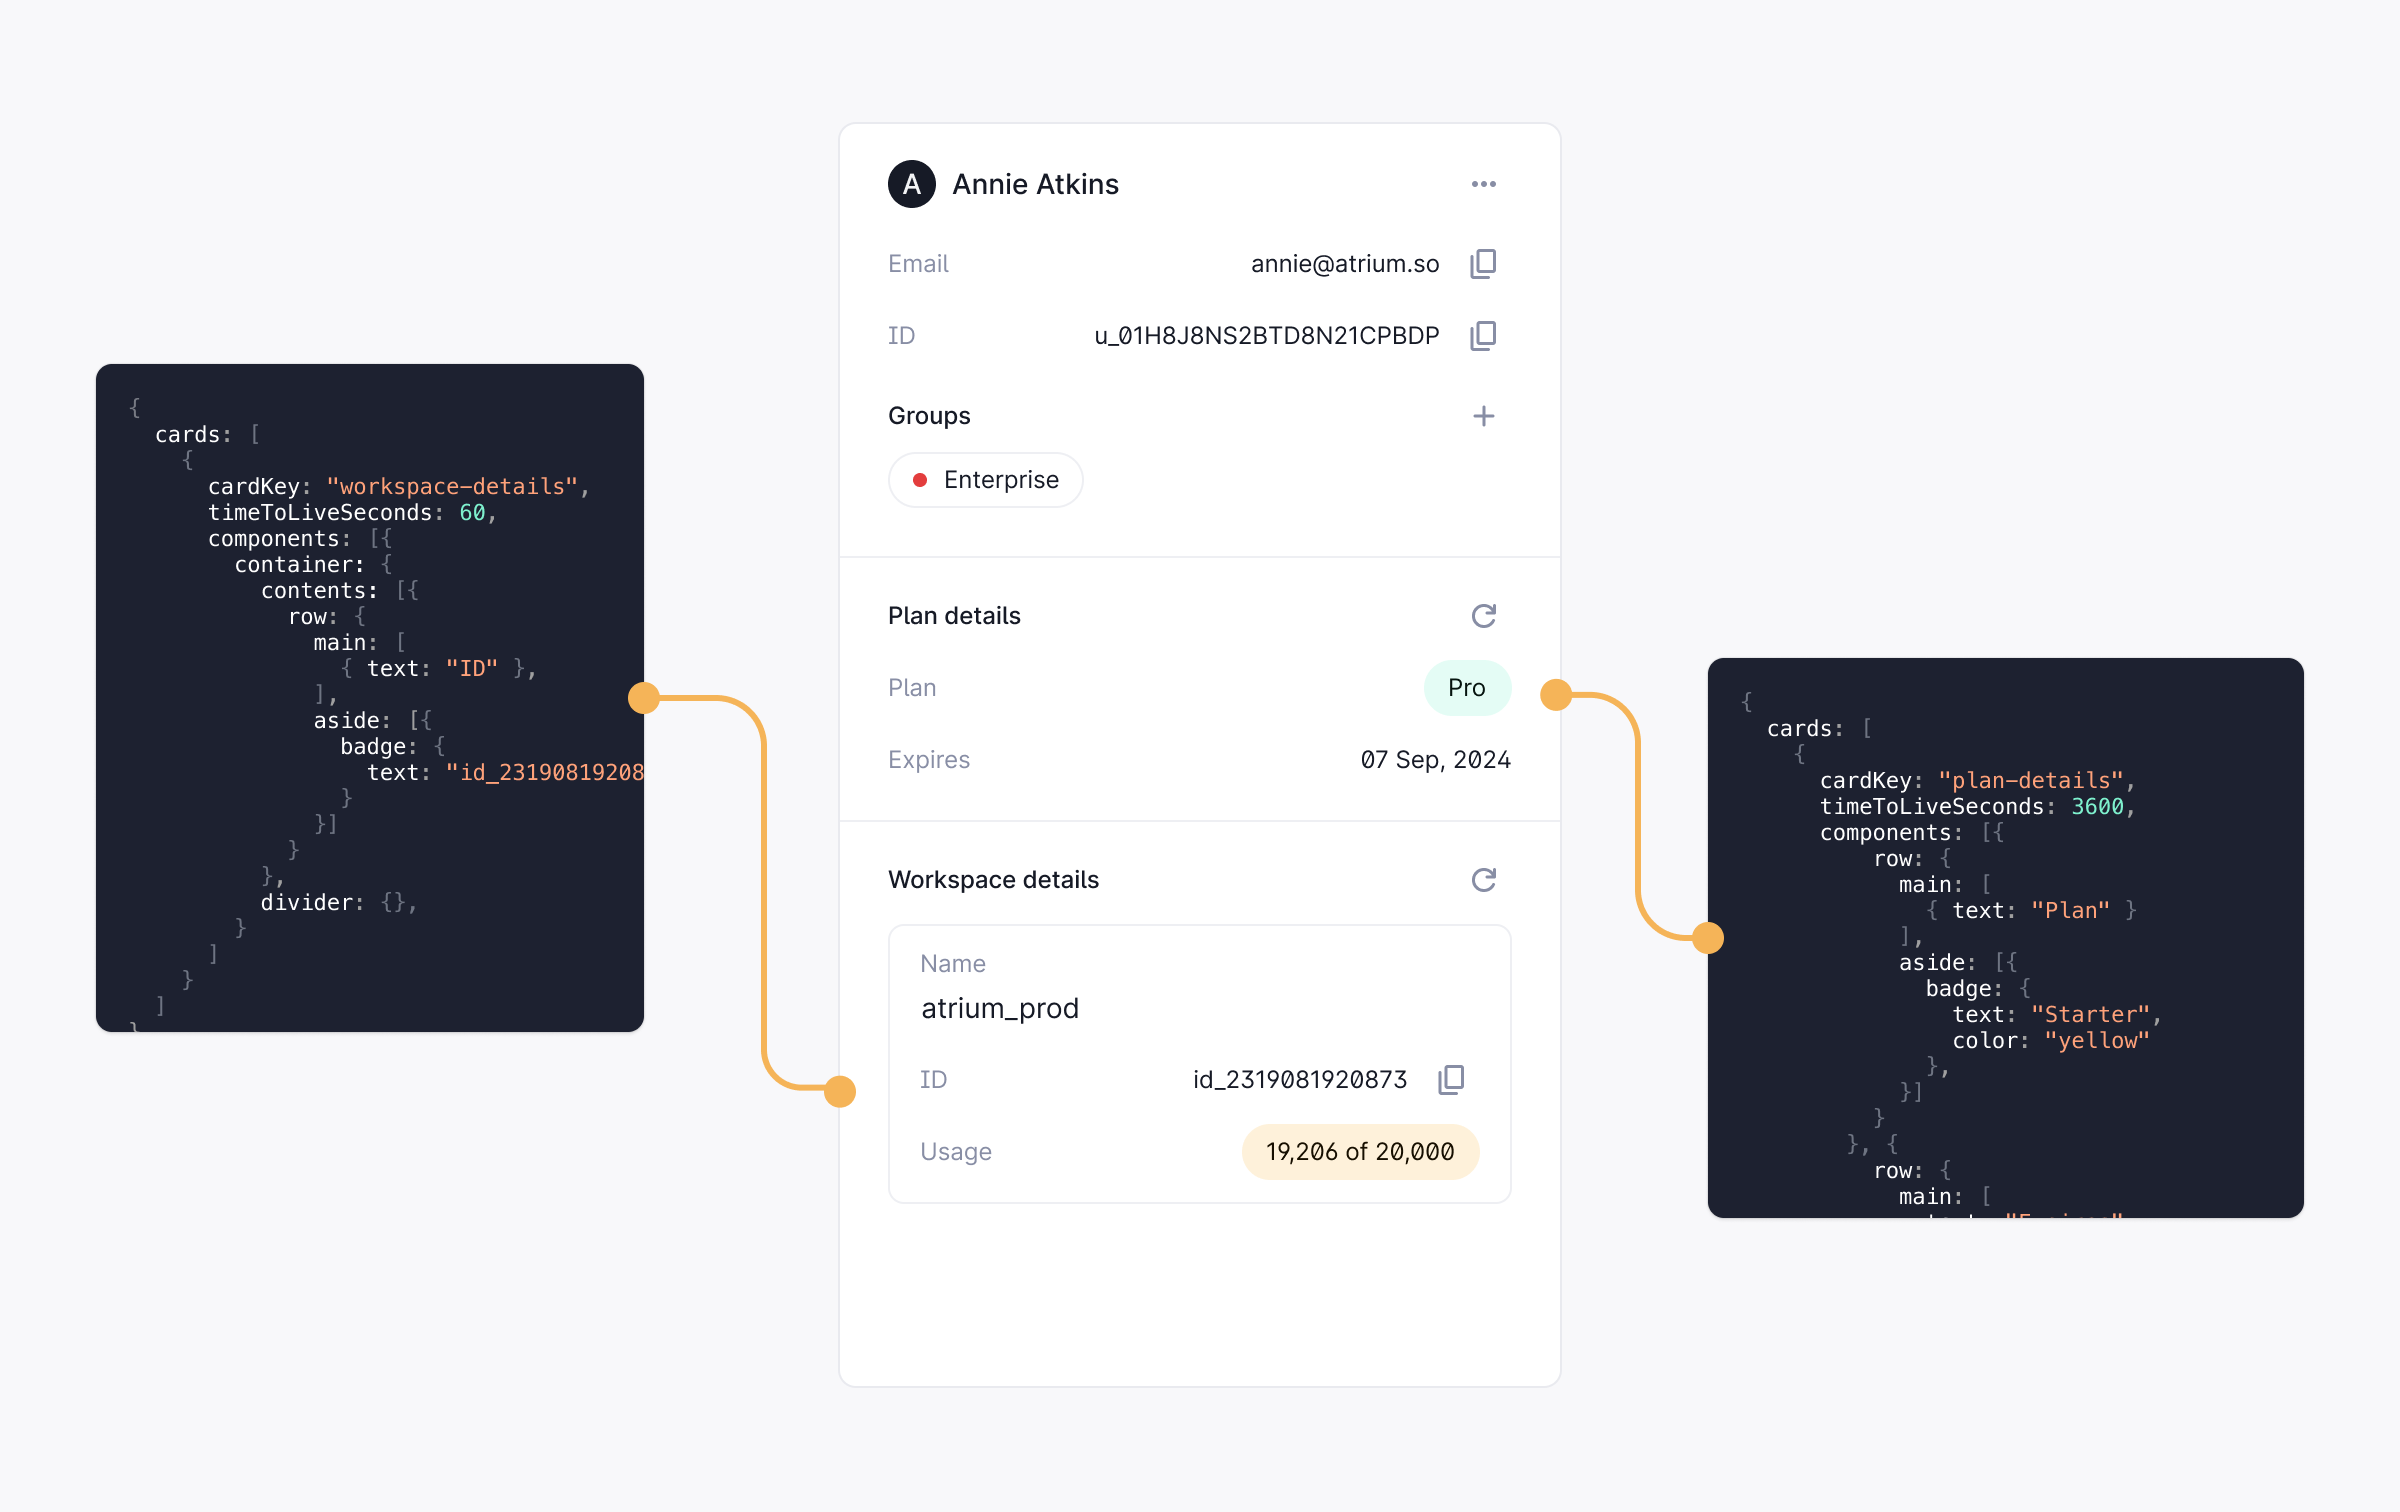 {
cards: [
{
cardKey: "workspace-details",
timeToLiveSeconds: 60,
components: [{
container: {
contents: [{
row: {
main: [
{ text: "ID" },
],
aside: [{
badge: {
text: "id_23190819208
}
}]
}
},
divider: {},
}
]
}
]
}
A Annie Atkins
Email annie@atrium.so
ID u_01H8J8NS2BTD8N21CPBDP
Groups
Enterprise
Plan details
Plan Pro
Expires 07 Sep, 2024
Workspace details
Name
atrium_prod
ID id_2319081920873
Usage 19,206 of 20,000
{
cards: [
{
cardKey: "plan-details",
timeToLiveSeconds: 3600,
components: [{
row: {
main: [
{ text: "Plan" }
],
aside: [{
badge: {
text: "Starter",
color: "yellow"
},
}]
}
}, {
row: {
main: [